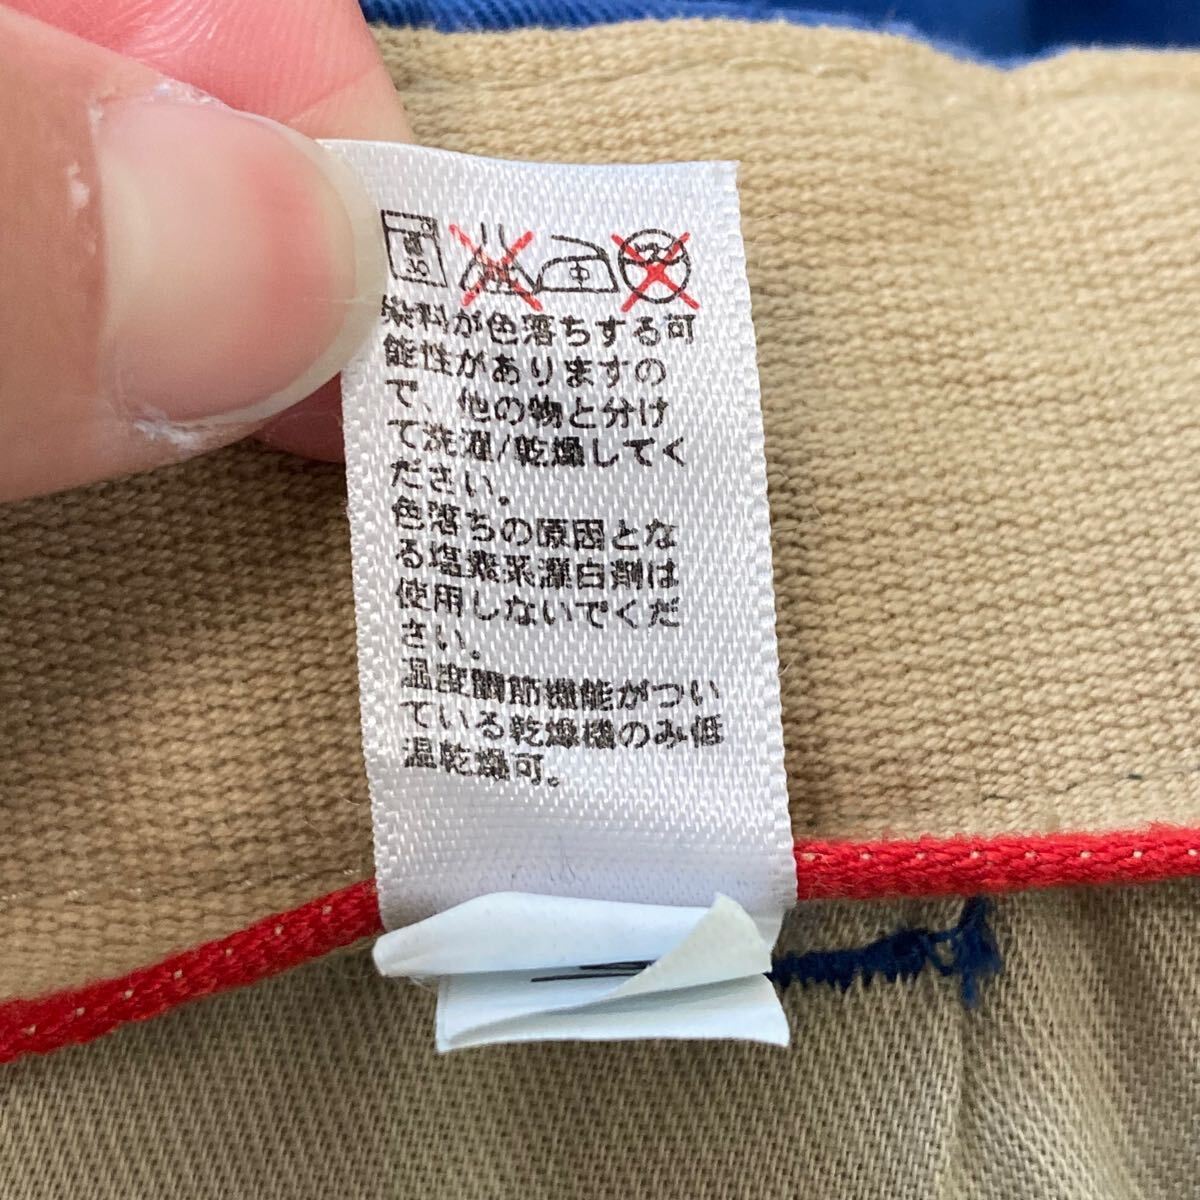 中
染料が色落ちする可
能性がありますの
で、他の物と分け
て洗濯/乾燥してく
ださい。
色落ちの原因とな
る塩素系漂白剤は
使用しないでくだ
さい。
温度調節機能がつい
ている乾燥機のみ低
温乾燥可。